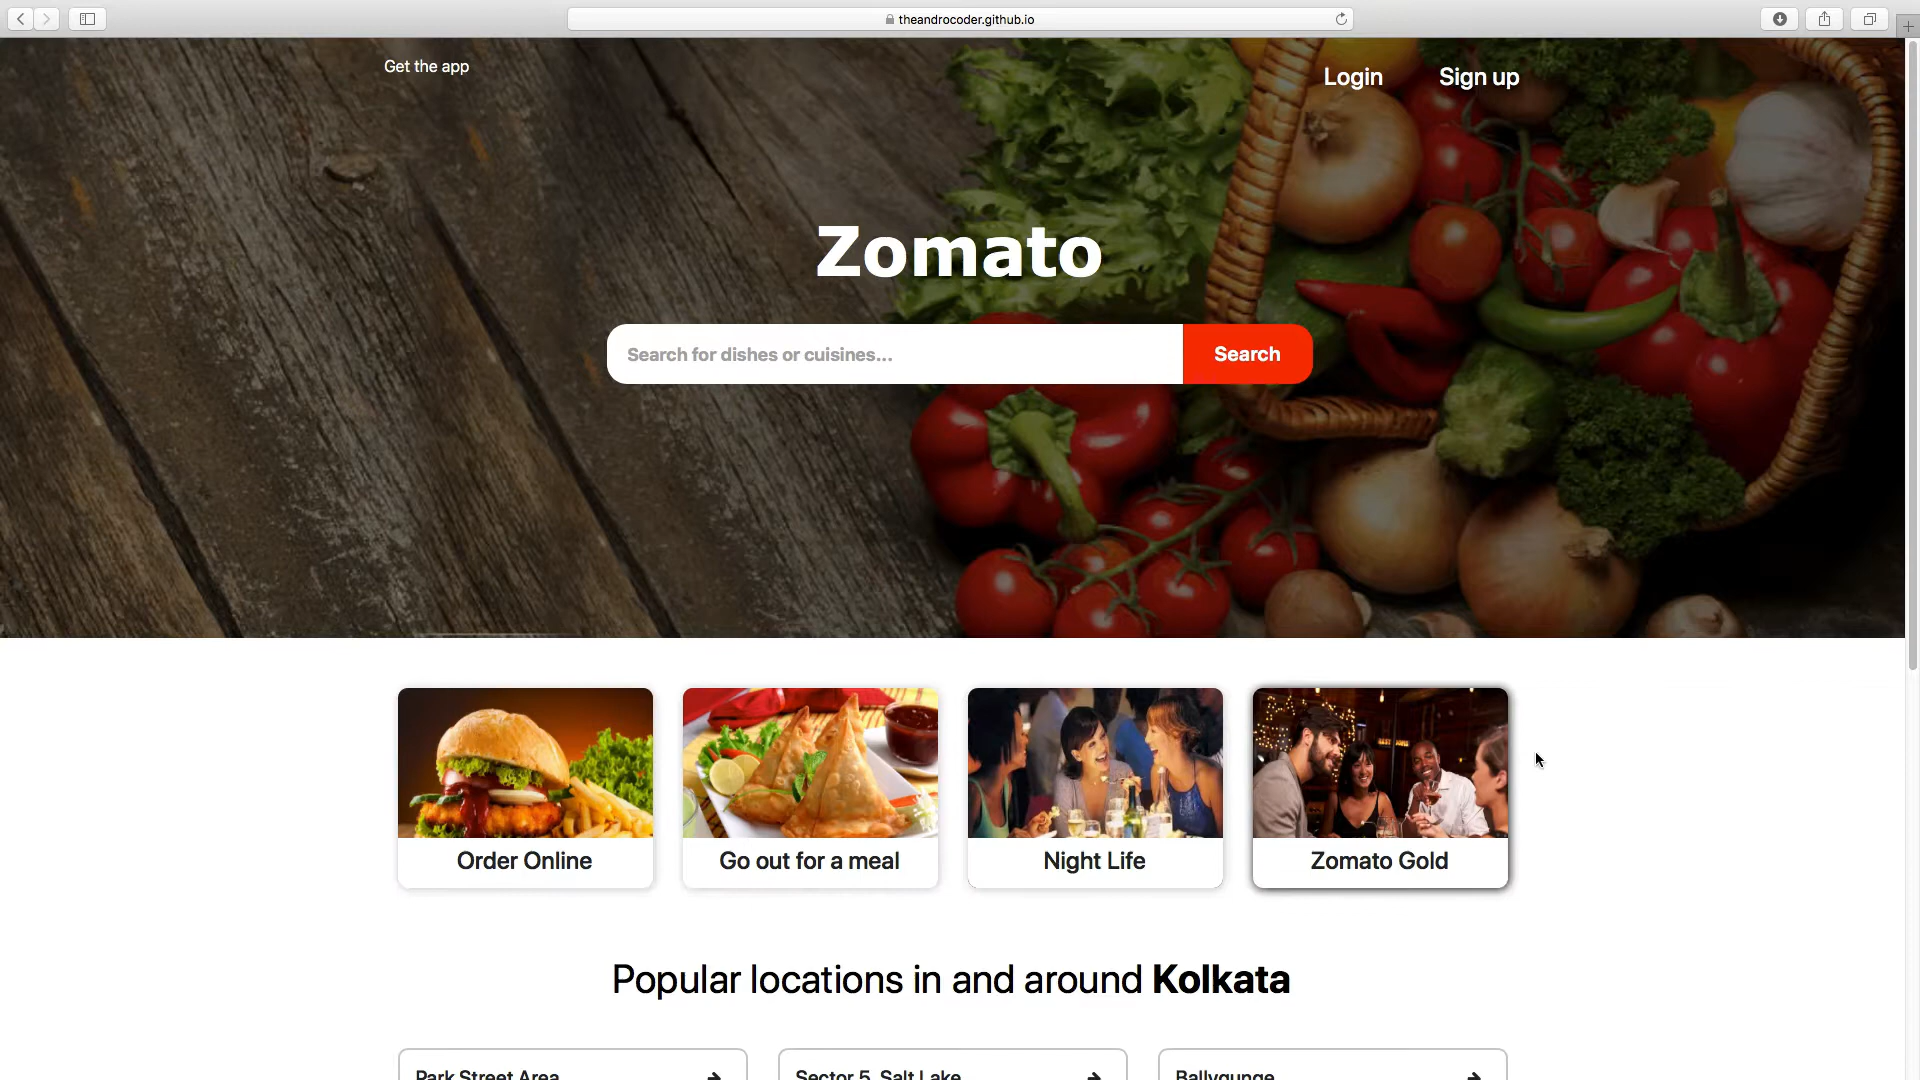 theandrocoder.github.io
Get the app
Login
Sign up
Zomato
Search for dishes or cuisines...
Search
Order Online
Go out for a meal
Night Life
Zomato Gold
Popular locations in and around Kolkata
Park Street Area
Sector 5, Salt Lake
Ballygunge